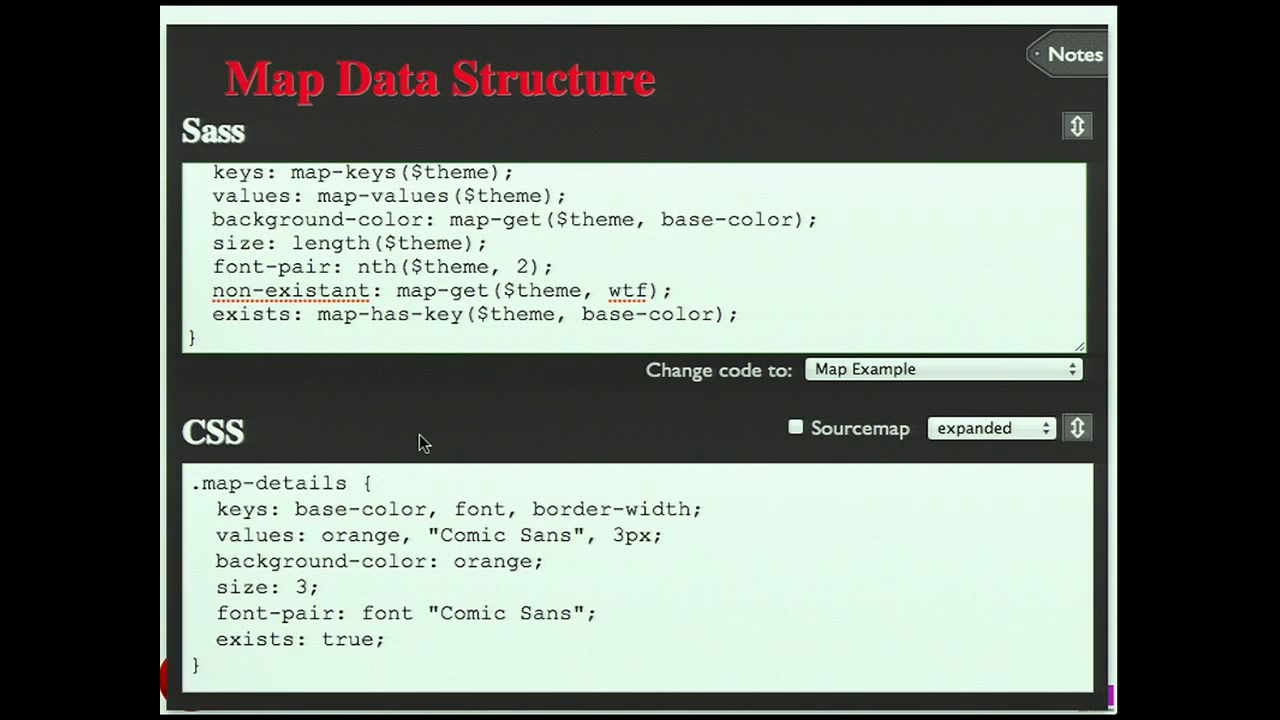 Notes
Map Data Structure
Sass
keys: map-keys($theme);
values: map-values($theme);
background-color: map-get($theme, base-color);
size: length($theme);
font-pair: nth($theme, 2);
non-existant: map-get($theme, wtf);
exists: map-has-key($theme, base-color);
}
Change code to: Map Example
CSS
Sourcemap expanded
.map-details {
keys: base-color, font, border-width;
values: orange, "Comic Sans", 3px;
background-color: orange;
size: 3;
font-pair: font "Comic Sans";
exists: true;
}